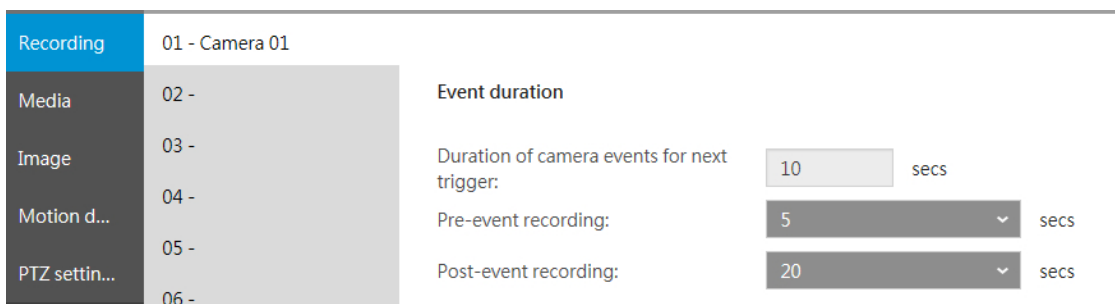 Recording
Media
Image
Motion d...
PTZ settin...
01 - Camera 01
02 -
03 -
04 -
05 -
06 -
Event duration
Duration of camera events for next
trigger:
10 secs
Pre-event recording: 5 secs
Post-event recording: 20 secs